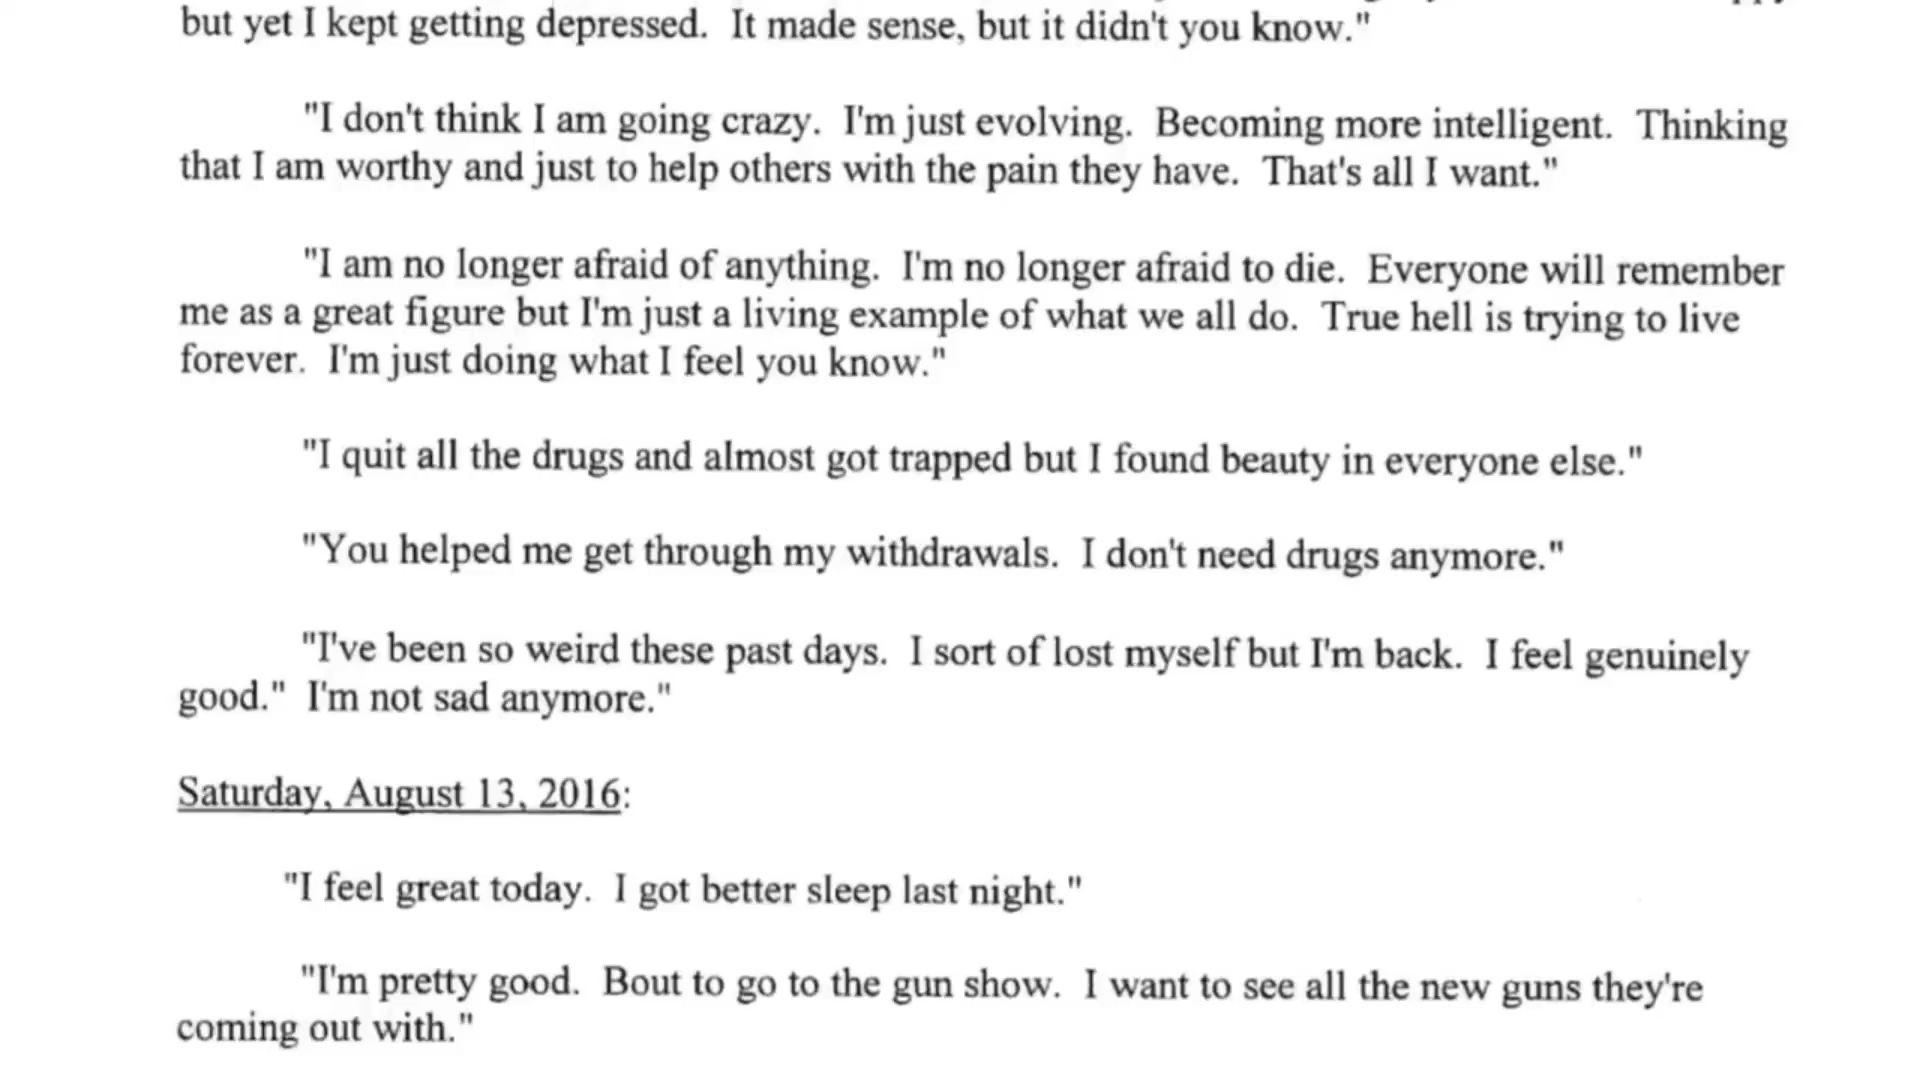 but yet I kept getting depressed.  It made sense, but it didn't you know."
"I don't think I am going crazy.  I'm just evolving.  Becoming more intelligent.  Thinking
that I am worthy and just to help others with the pain they have.  That's all I want."
"I am no longer afraid of anything.  I'm no longer afraid to die.  Everyone will remember
me as a great figure but I'm just a living example of what we all do.  True hell is trying to live
forever.  I'm just doing what I feel you know."
"I quit all the drugs and almost got trapped but I found beauty in everyone else."
"You helped me get through my withdrawals.  I don't need drugs anymore."
"I've been so weird these past days.  I sort of lost myself but I'm back.  I feel genuinely
good."  I'm not sad anymore."
Saturday, August 13, 2016:
"I feel great today.  I got better sleep last night."
"I'm pretty good.  Bout to go to the gun show.  I want to see all the new guns they're
coming out with."